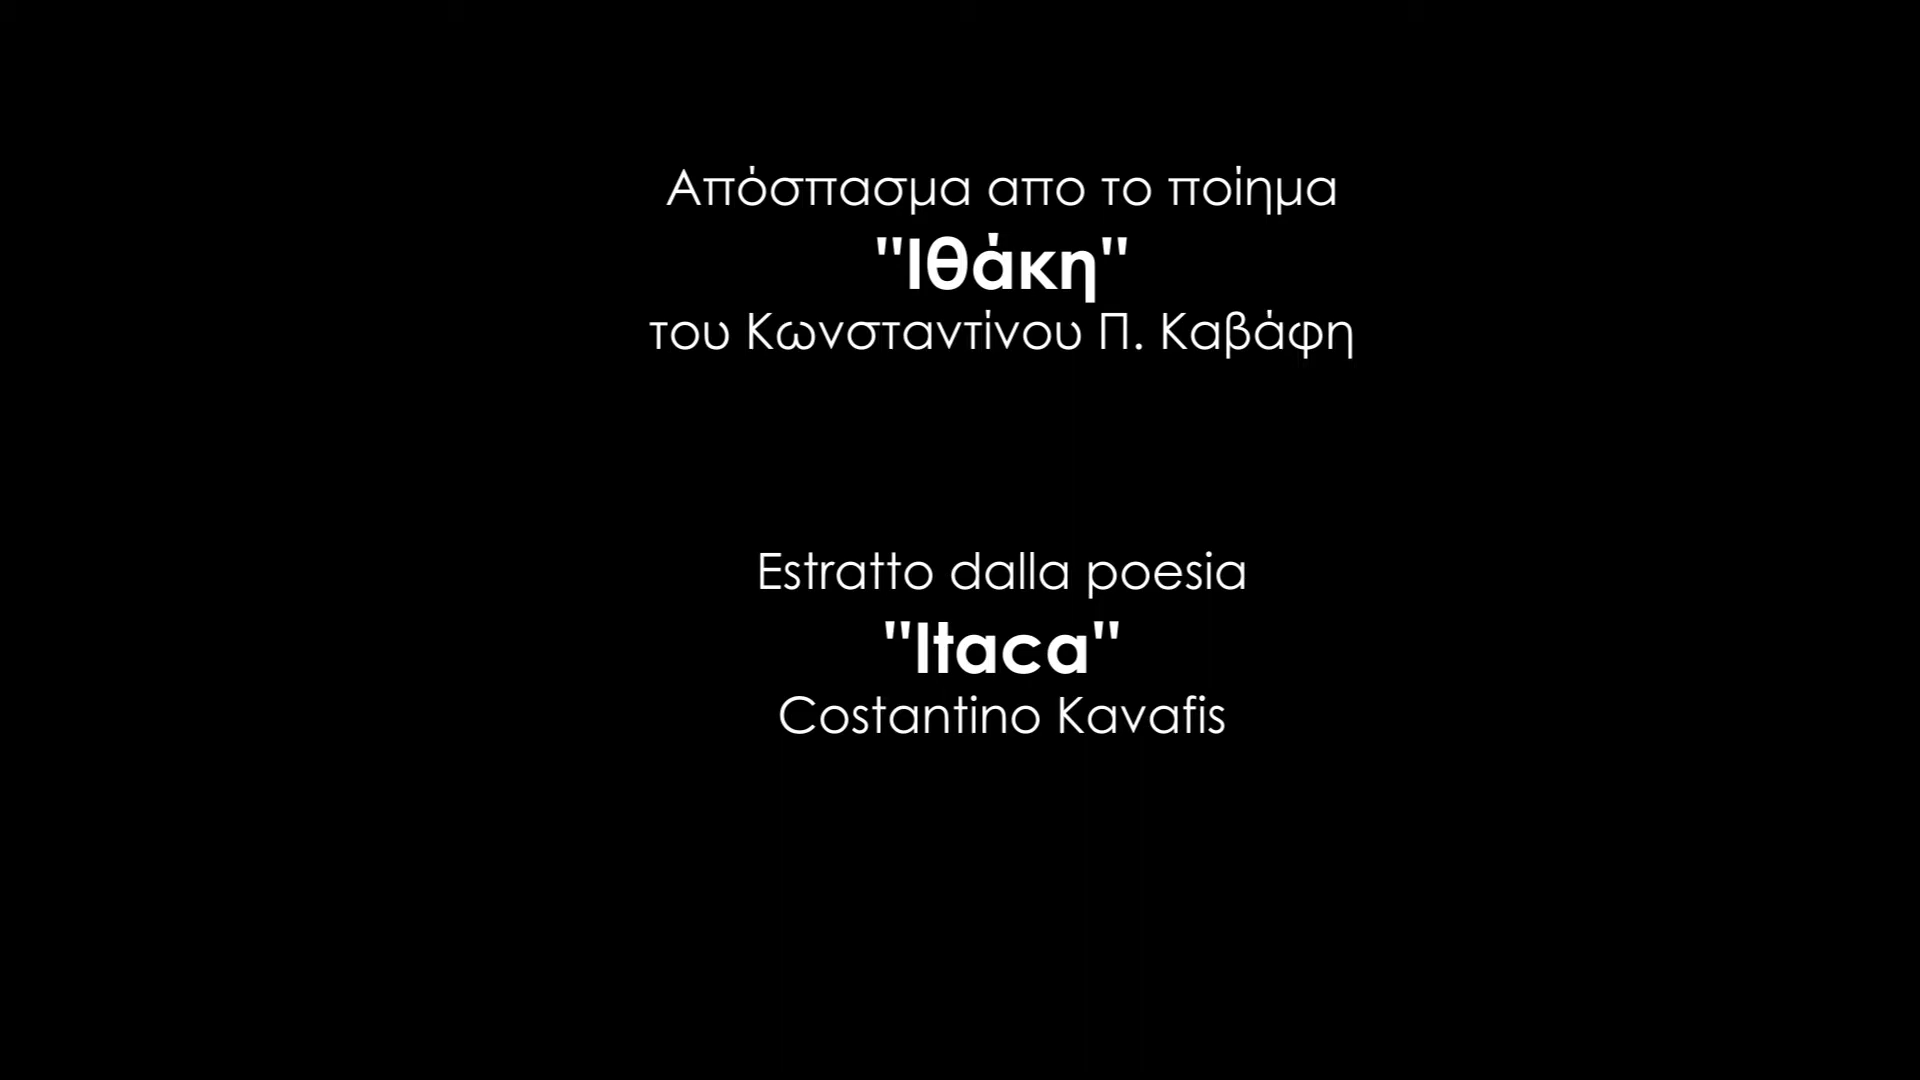 Απόσπασμα απο το ποίημα
"Ιθάκη"
του Κωνσταντίνου Π. Καβάφη
Estratto dalla poesia
"Itaca"
Costantino Kavafis